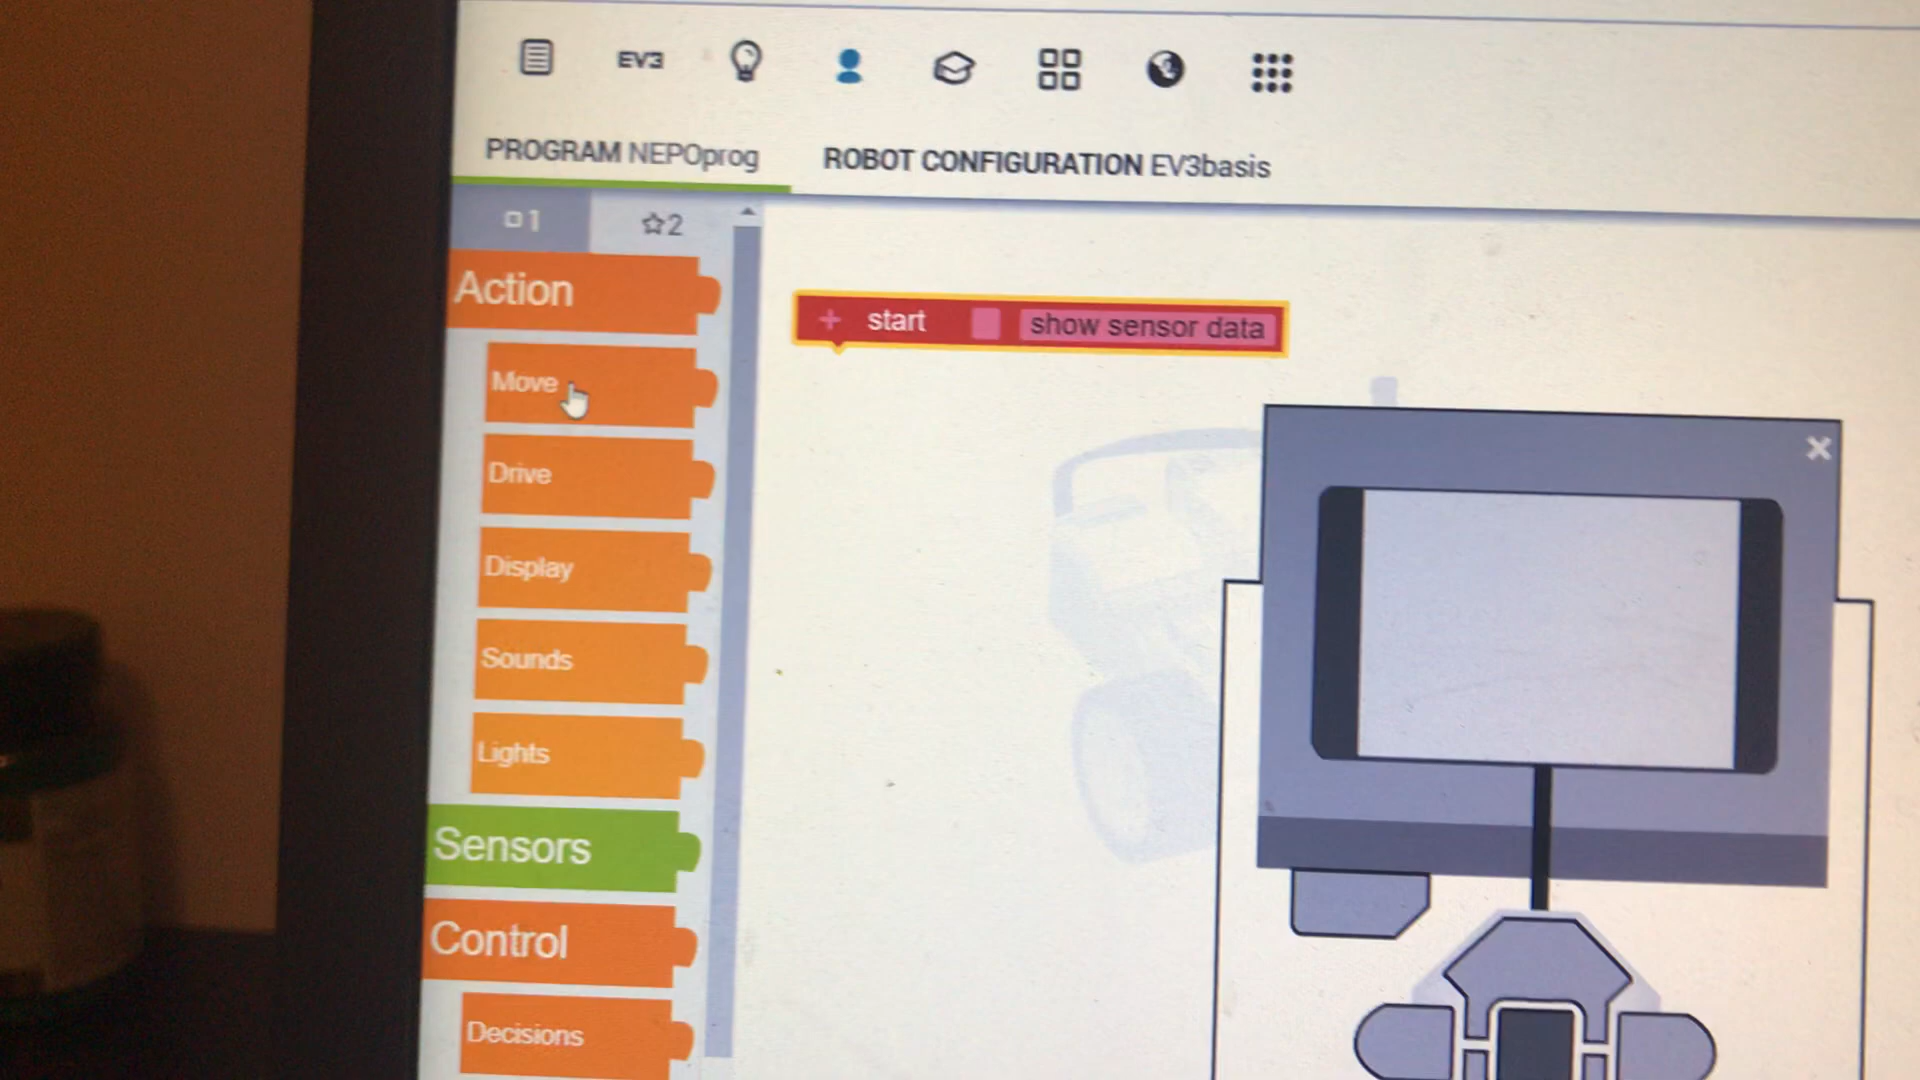 EV3
PROGRAM NEPOprog
ROBOT CONFIGURATION EV3basis
1
2
Action
Move
Drive
Display
Sounds
Lights
Sensors
Control
Decisions
+ start show sensor data